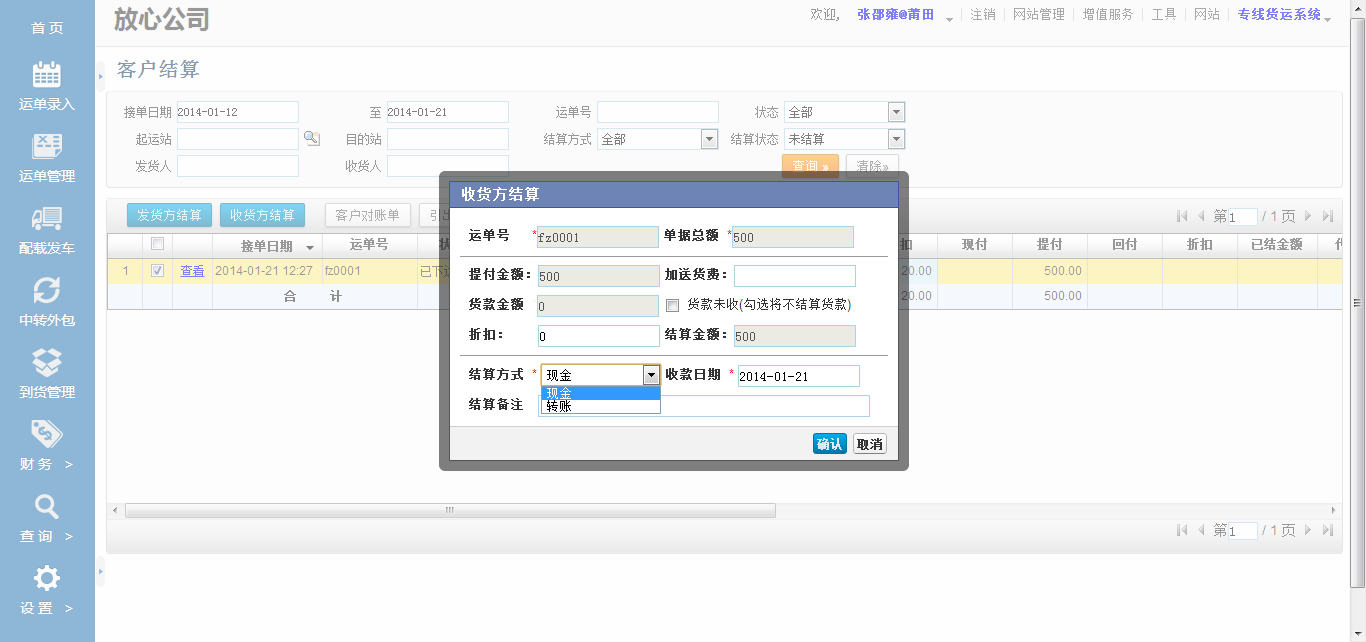 首页
运单录入
运单管理
配载发车
中转外包
到货管理
财务 >
查询 >
设置 >
放心公司
欢迎, 张邵雍@莆田 注销 网站管理 增值服务 工具 网站 专线货运系统
客户结算
接单日期 2014-01-12 至 2014-01-21 运单号 状态 全部
起运站 目的站 结算方式 全部 结算状态 未结算
发货人 收货人 查询 » 清除»
发货方结算 收货方结算 客户对账单 第1 / 1 页
接单日期 运单号 扣 现付 提付 回付 折扣 已结金额
1 查看 2014-01-21 12:27 fz0001 已下 20.00 500.00
合 计 20.00 500.00
收货方结算
运单号 *fz0001 单据总额 *500
提付金额: 500 加送货费:
货款金额 0 货款未收(勾选将不结算货款)
折扣: 0 结算金额: 500
结算方式 * 现金 收款日期 * 2014-01-21
现金
转账
结算备注
确认 取消
第1 / 1 页